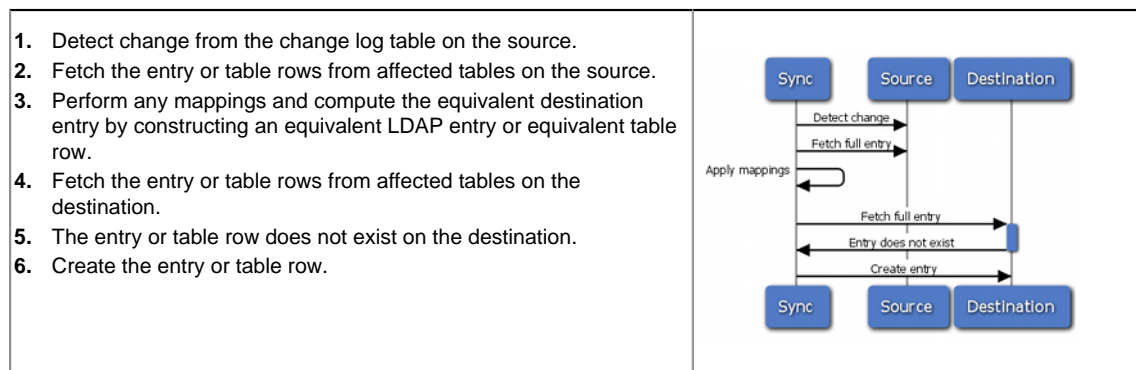 1. Detect change from the change log table on the source.
2. Fetch the entry or table rows from affected tables on the source.
3. Perform any mappings and compute the equivalent destination
entry by constructing an equivalent LDAP entry or equivalent table
row.
4. Fetch the entry or table rows from affected tables on the
destination.
5. The entry or table row does not exist on the destination.
6. Create the entry or table row.
Sync Source Destination
Detect change
Fetch full entry
Apply mappings
Fetch full entry
Entry does not exist
Create entry
Sync Source Destination